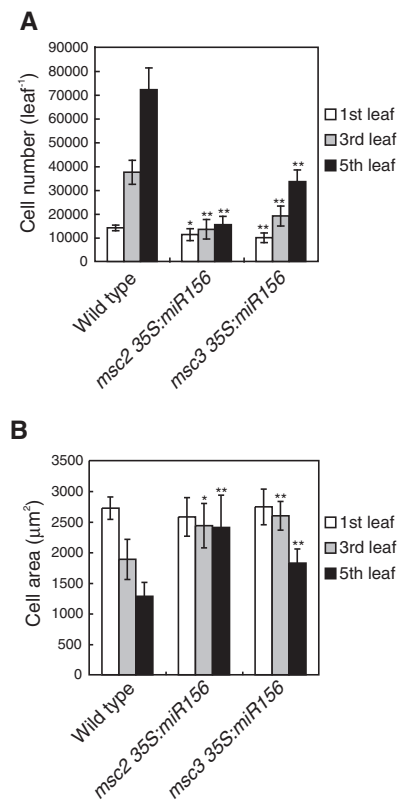 A
Cell number (leaf⁻¹)
90000
80000
70000
60000
50000
40000
30000
20000
10000
0
* ** **
** ** **
1st leaf
3rd leaf
5th leaf
Wild type
msc2 35S:miR156
msc3 35S:miR156
B
Cell area (μm²)
3500
3000
2500
2000
1500
1000
500
0
* **
** **
1st leaf
3rd leaf
5th leaf
Wild type
msc2 35S:miR156
msc3 35S:miR156